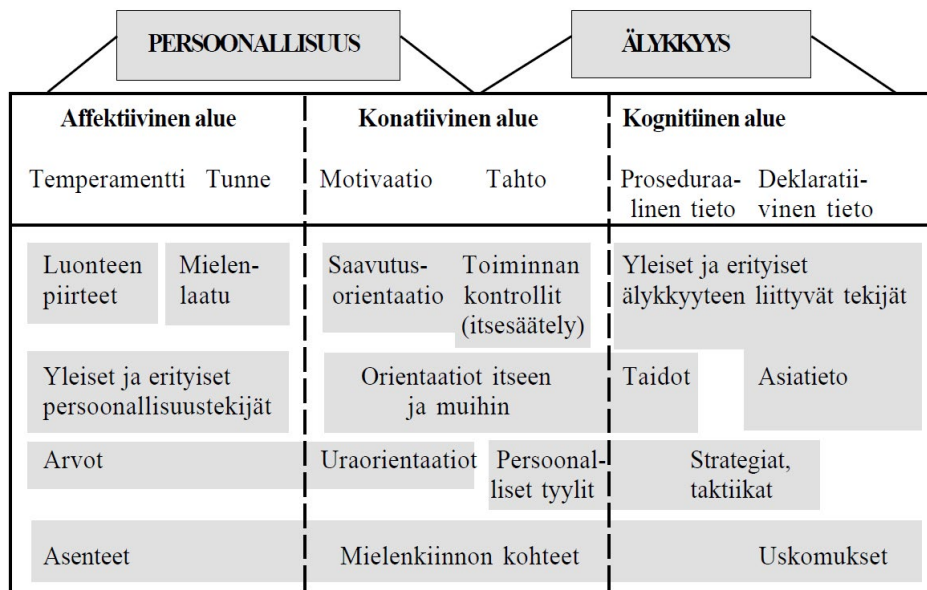 PERSOONALLISUUS ÄLYKKYYS
Affektiivinen alue Konatiivinen alue Kognitiinen alue
Temperamentti Tunne Motivaatio Tahto Proseduraa- Deklaratii-
linen tieto vivinen tieto
Luonteen Mielen- Saavutus- Toiminnan Yleiset ja erityiset
piirteet laatu orientaatio kontrollit älykkyyteen liittyvät tekijät
(itsesäätely)
Yleiset ja erityiset Orientaatiot itseen Taidot Asiatieto
persoonallisuustekijät ja muihin
Arvot Uraorientaatiot Persoonal- Strategiat,
liset tyylit taktiikat
Asenteet Mielenkiinnon kohteet Uskomukset